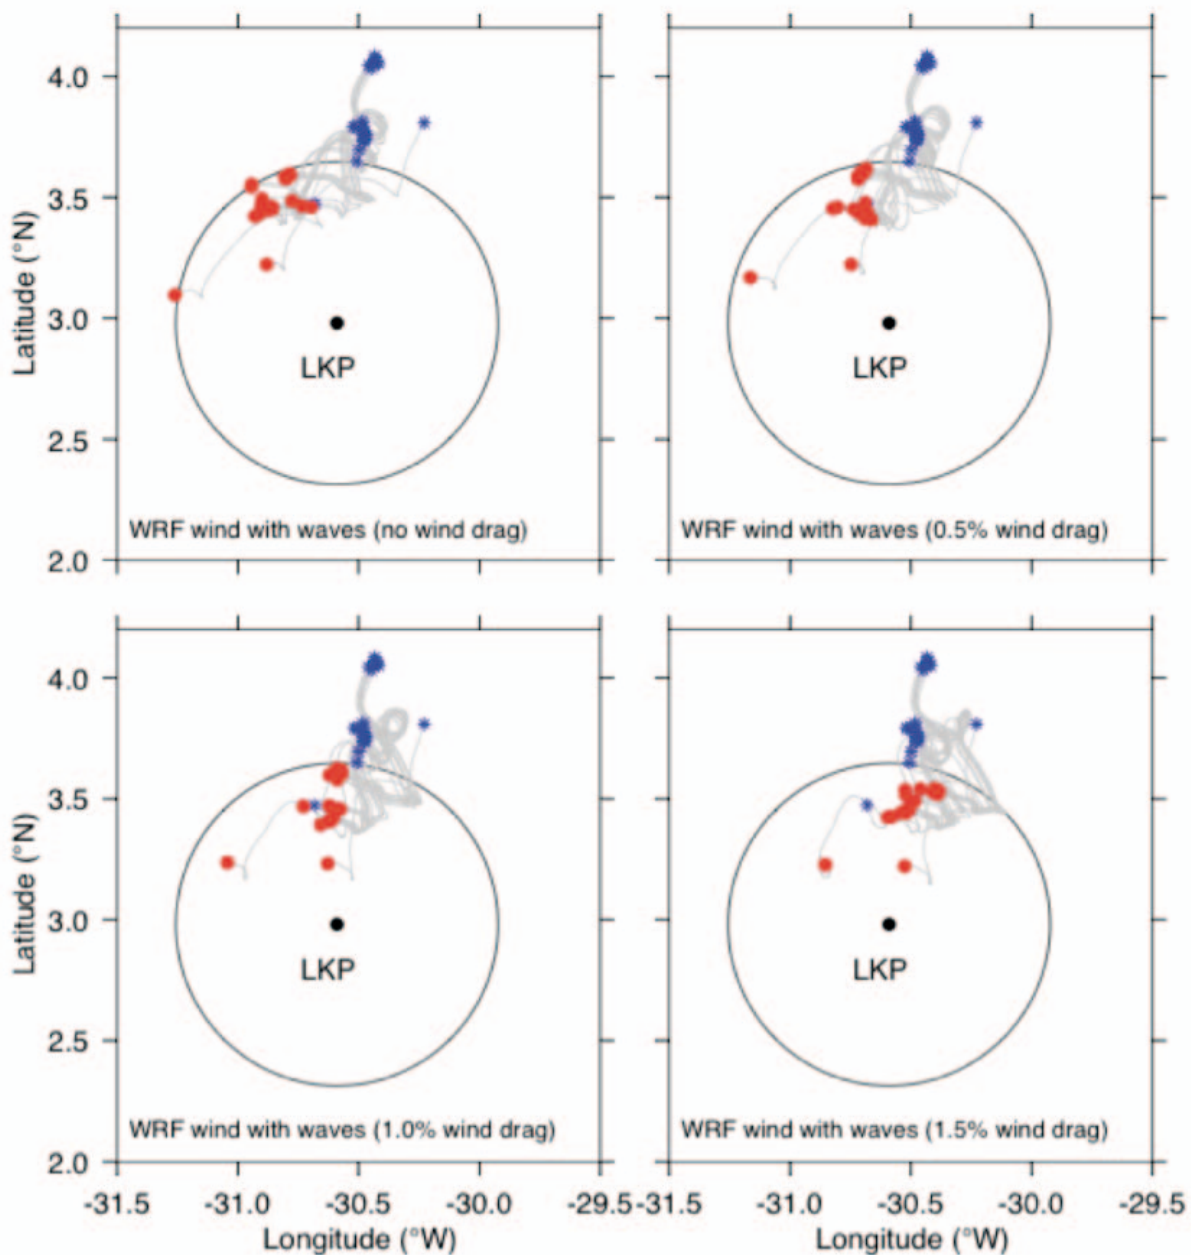 4.0
3.5
3.0
2.5
2.0
Latitude (°N)
LKP
LKP
WRF wind with waves (no wind drag)
WRF wind with waves (0.5% wind drag)
4.0
3.5
3.0
2.5
2.0
Latitude (°N)
LKP
LKP
WRF wind with waves (1.0% wind drag)
WRF wind with waves (1.5% wind drag)
-31.5 -31.0 -30.5 -30.0 -29.5 -31.5 -31.0 -30.5 -30.0 -29.5
Longitude (°W)
Longitude (°W)